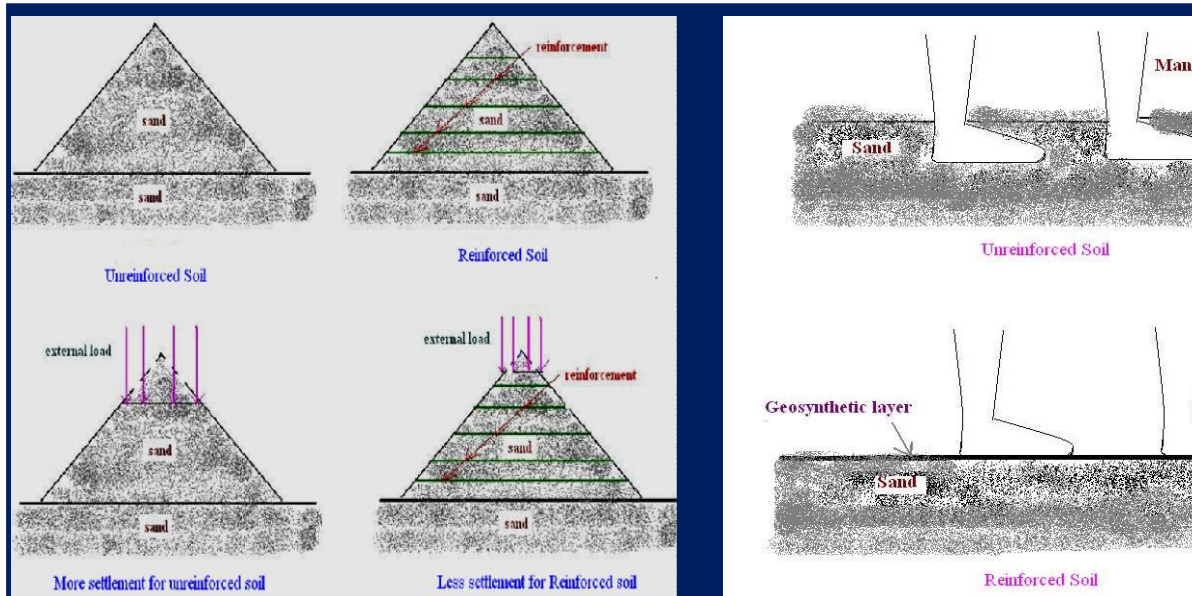 reinforcement
sand
sand
sand
sand
Unreinforced Soil
Reinforced Soil
external load
external load
reinforcement
sand
sand
sand
sand
More settlement for unreinforced soil
Less settlement for Reinforced soil
Man
Sand
Unreinforced Soil
Geosynthetic layer
Sand
Reinforced Soil